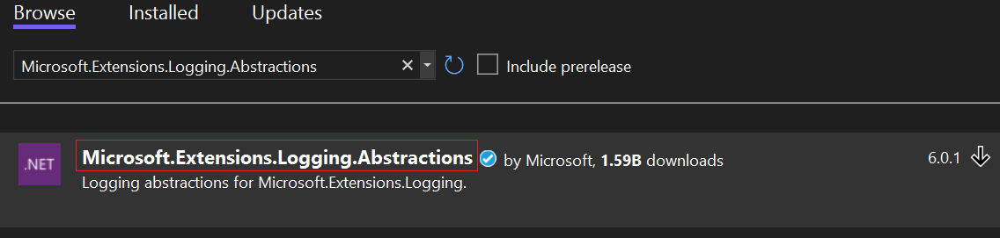 Browse Installed Updates
Microsoft.Extensions.Logging.Abstractions Include prerelease
.NET Microsoft.Extensions.Logging.Abstractions by Microsoft, 1.59B downloads 6.0.1
Logging abstractions for Microsoft.Extensions.Logging.